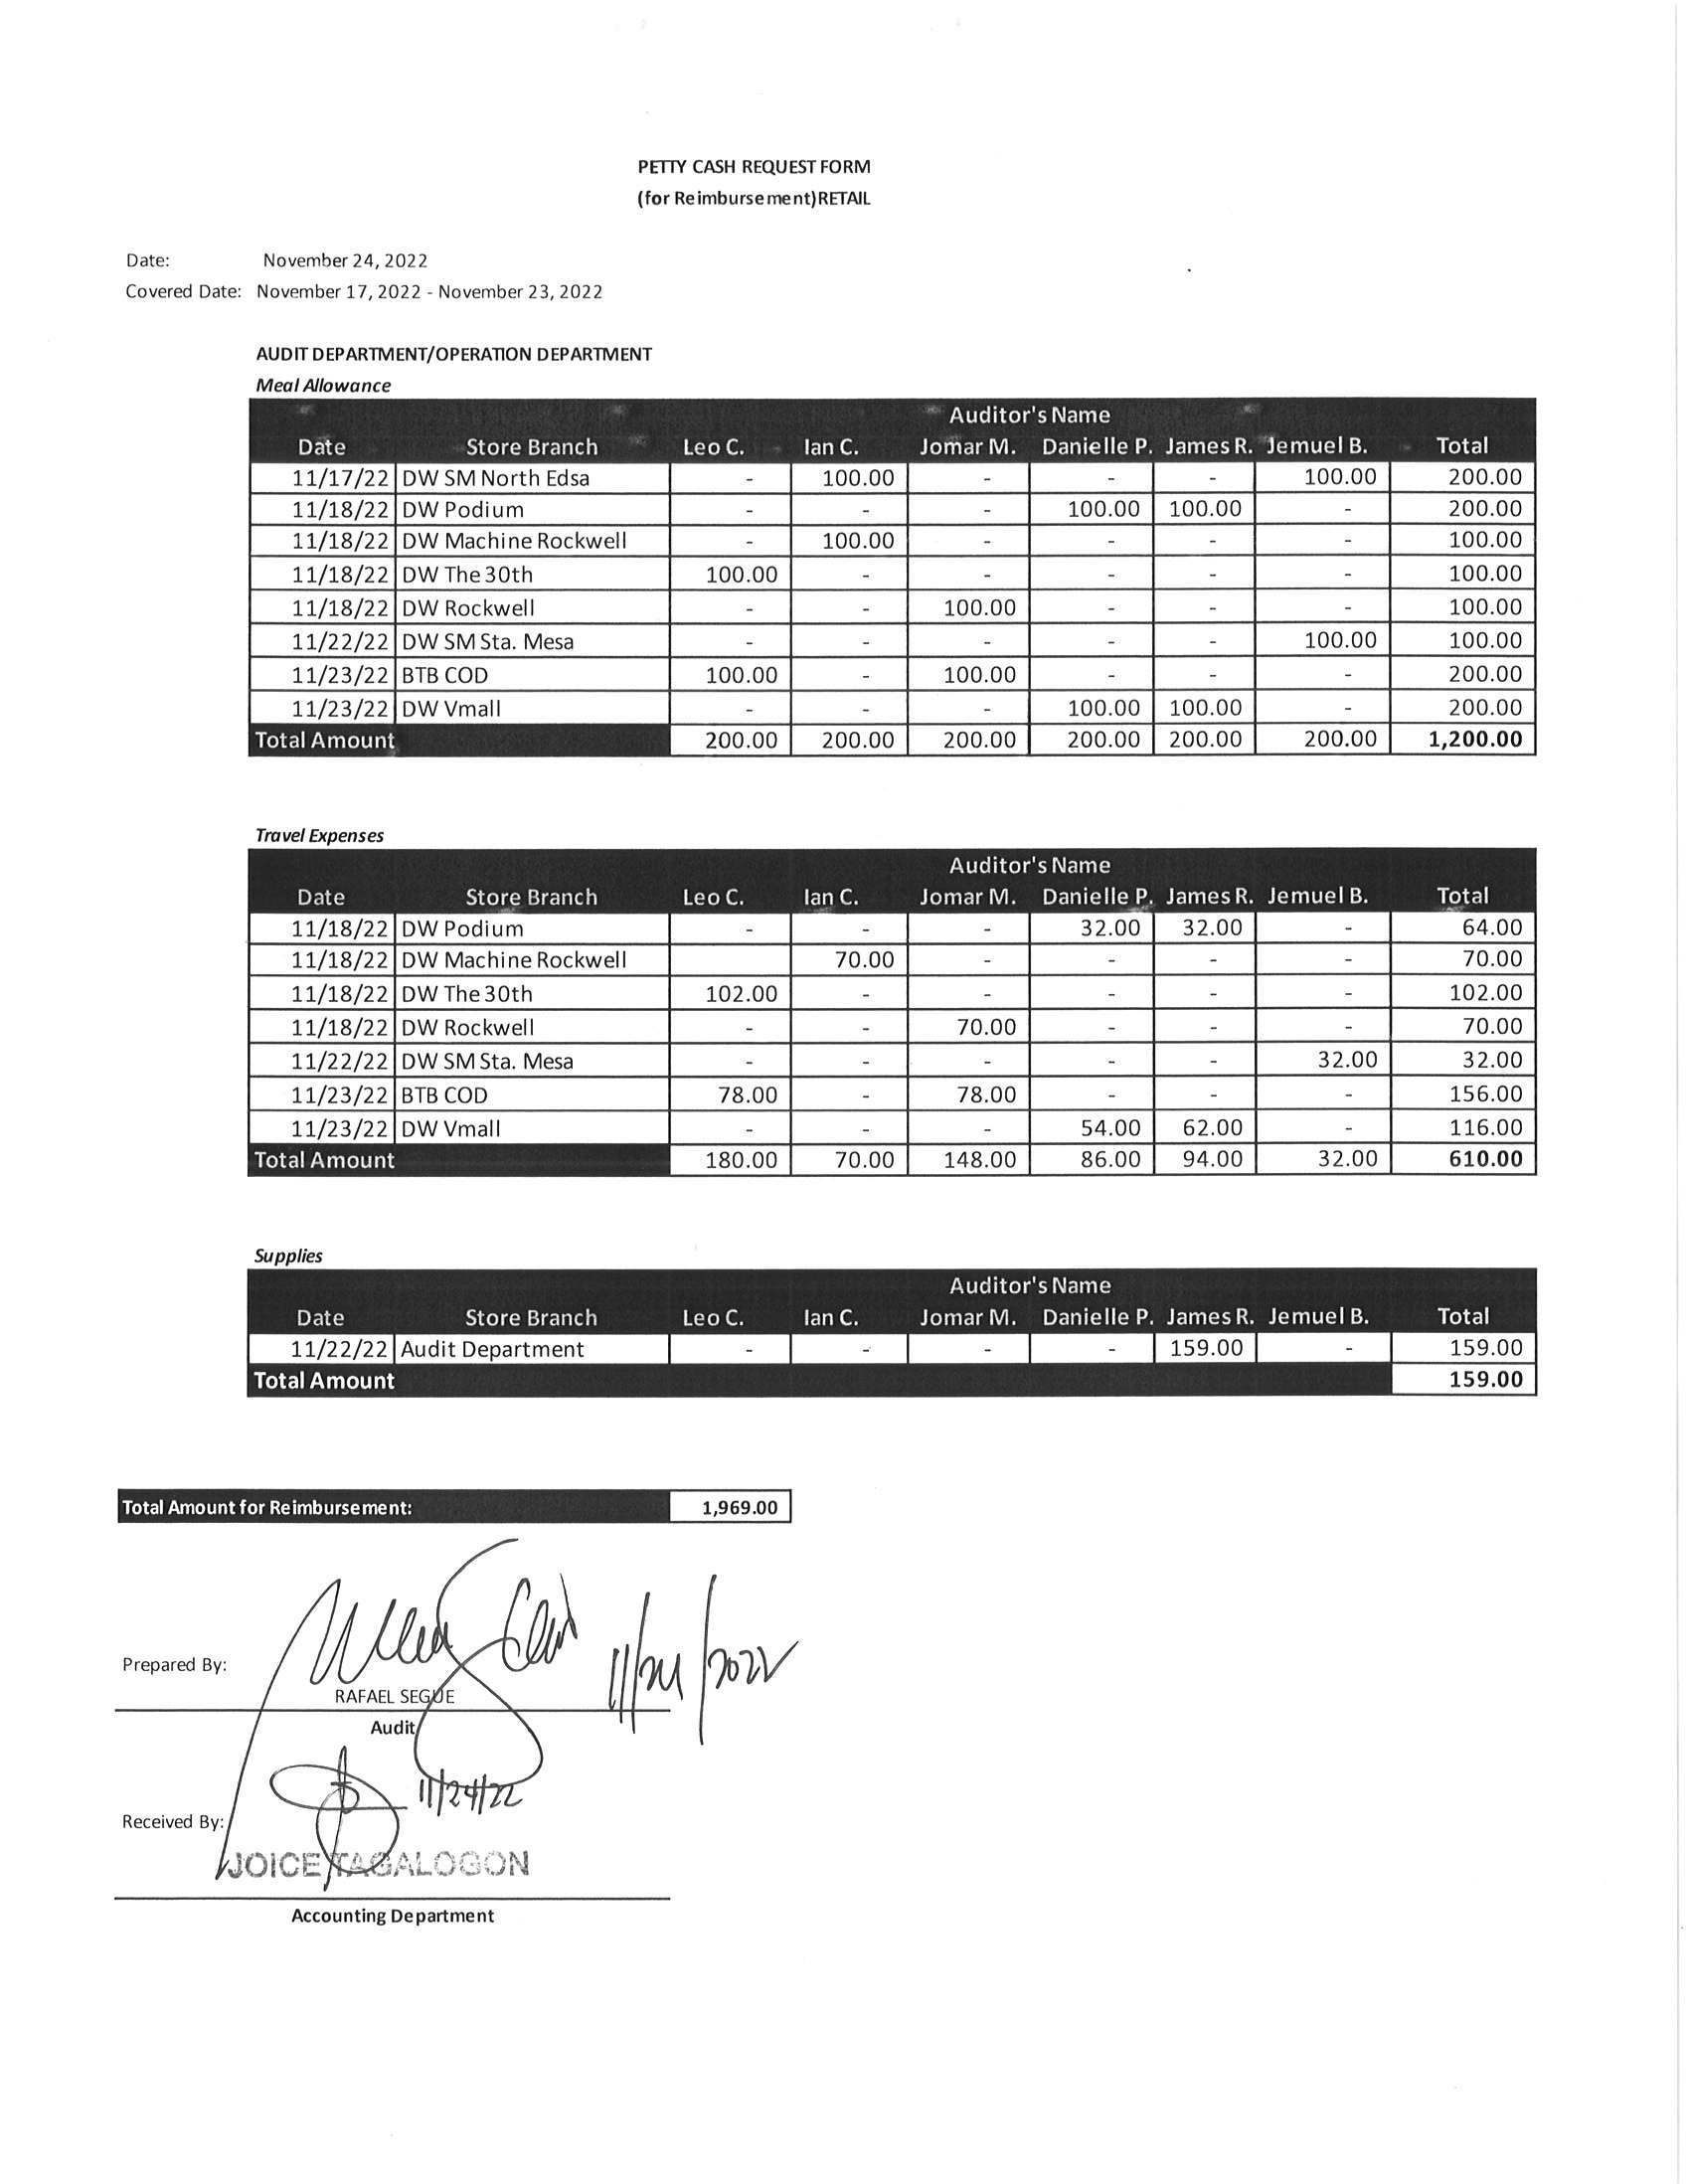 PETTY CASH REQUEST FORM
(for Reimbursement)RETAIL
Date: November 24, 2022
Covered Date: November 17, 2022 - November 23, 2022
AUDIT DEPARTMENT/OPERATION DEPARTMENT
Meal Allowance
Auditor's Name
Date Store Branch Leo C. Ian C. Jomar M. Danielle P. James R. Jemuel B. Total
11/17/22 DW SM North Edsa - 100.00 - - - 100.00 200.00
11/18/22 DW Podium - - - 100.00 100.00 - 200.00
11/18/22 DW Machine Rockwell - 100.00 - - - - 100.00
11/18/22 DW The 30th 100.00 - - - - - 100.00
11/18/22 DW Rockwell - - 100.00 - - - 100.00
11/22/22 DW SM Sta. Mesa - - - - - 100.00 100.00
11/23/22 BTB COD 100.00 - 100.00 - - - 200.00
11/23/22 DW Vmall - - - 100.00 100.00 - 200.00
Total Amount 200.00 200.00 200.00 200.00 200.00 200.00 1,200.00
Travel Expenses
Auditor's Name
Date Store Branch Leo C. Ian C. Jomar M. Danielle P. James R. Jemuel B. Total
11/18/22 DW Podium - - - 32.00 32.00 - 64.00
11/18/22 DW Machine Rockwell 70.00 - - - - 70.00
11/18/22 DW The 30th 102.00 - - - - - 102.00
11/18/22 DW Rockwell - - 70.00 - - - 70.00
11/22/22 DW SM Sta. Mesa - - - - - 32.00 32.00
11/23/22 BTB COD 78.00 - 78.00 - - - 156.00
11/23/22 DW Vmall - - - 54.00 62.00 - 116.00
Total Amount 180.00 70.00 148.00 86.00 94.00 32.00 610.00
Supplies
Auditor's Name
Date Store Branch Leo C. Ian C. Jomar M. Danielle P. James R. Jemuel B. Total
11/22/22 Audit Department - - - - 159.00 - 159.00
Total Amount 159.00
Total Amount for Reimbursement: 1,969.00
Prepared By:
RAFAEL SEGUE
Audit
11/24/22
Received By:
JOICE TAGALOGON
Accounting Department